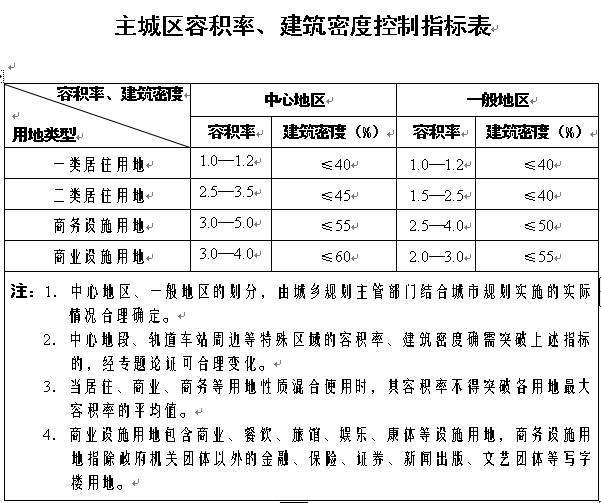 主城区容积率、建筑密度控制指标表
容积率、建筑密度
用地类型
中心地区
一般地区
容积率
建筑密度（%）
容积率
建筑密度（%）
一类居住用地 1.0—1.2 ≤40 1.0—1.2 ≤40
二类居住用地 2.5—3.5 ≤45 1.5—2.5 ≤40
商务设施用地 3.0—5.0 ≤55 2.5—4.0 ≤50
商业设施用地 3.0—4.0 ≤60 2.0—3.0 ≤55
注：1. 中心地区、一般地区的划分，由城乡规划主管部门结合城市规划实施的实际
情况合理确定。
2. 中心地段、轨道车站周边等特殊区域的容积率、建筑密度确需突破上述指标
的，经专题论证可合理变化。
3. 当居住、商业、商务等用地性质混合使用时，其容积率不得突破各用地最大
容积率的平均值。
4. 商业设施用地包含商业、餐饮、旅馆、娱乐、康体等设施用地，商务设施用
地指除政府机关团体以外的金融、保险、证券、新闻出版、文艺团体等写字
楼用地。